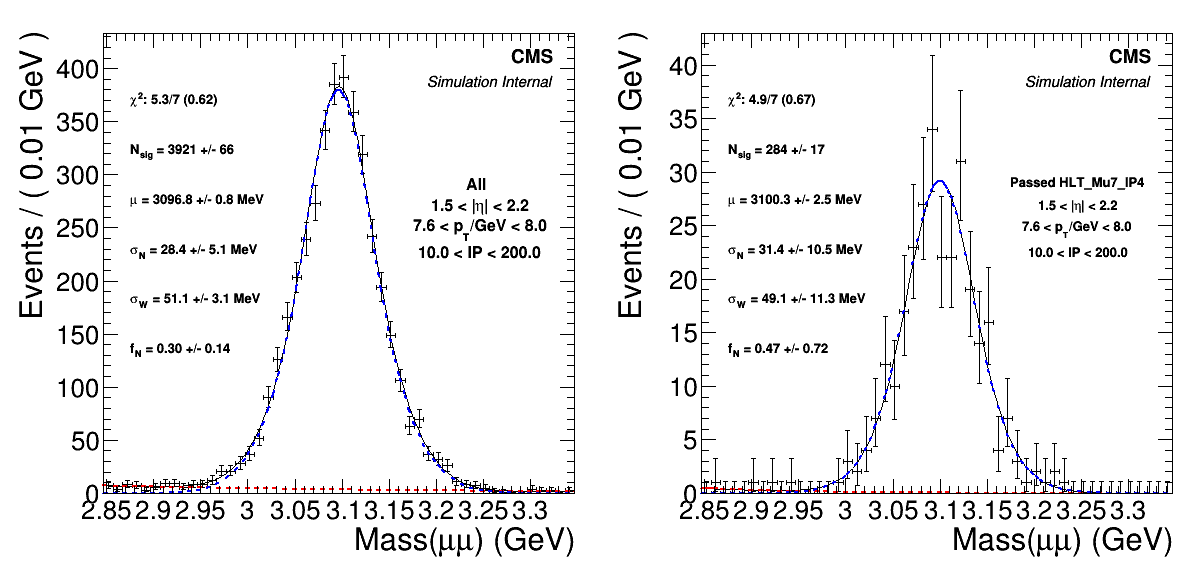 CMS
Simulation Internal
χ²: 5.3/7 (0.62)
N_sig = 3921 +/- 66
μ = 3096.8 +/- 0.8 MeV
σ_N = 28.4 +/- 5.1 MeV
σ_W = 51.1 +/- 3.1 MeV
f_N = 0.30 +/- 0.14
All
1.5 < |η| < 2.2
7.6 < p_T/GeV < 8.0
10.0 < IP < 200.0
Events / ( 0.01 GeV )
400
350
300
250
200
150
100
50
0
2.85 2.9 2.95 3 3.05 3.1 3.15 3.2 3.25 3.3
Mass(μμ) (GeV)
CMS
Simulation Internal
χ²: 4.9/7 (0.67)
N_sig = 284 +/- 17
μ = 3100.3 +/- 2.5 MeV
σ_N = 31.4 +/- 10.5 MeV
σ_W = 49.1 +/- 11.3 MeV
f_N = 0.47 +/- 0.72
Passed HLT_Mu7_IP4
1.5 < |η| < 2.2
7.6 < p_T/GeV < 8.0
10.0 < IP < 200.0
Events / ( 0.01 GeV )
40
35
30
25
20
15
10
5
0
2.85 2.9 2.95 3 3.05 3.1 3.15 3.2 3.25 3.3
Mass(μμ) (GeV)